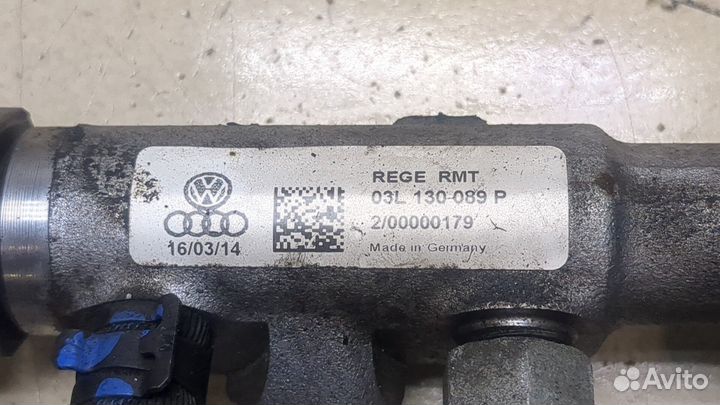 REGE RMT
03L 130 089 P
2/00000179
Made in Germany
16/03/14
Avito